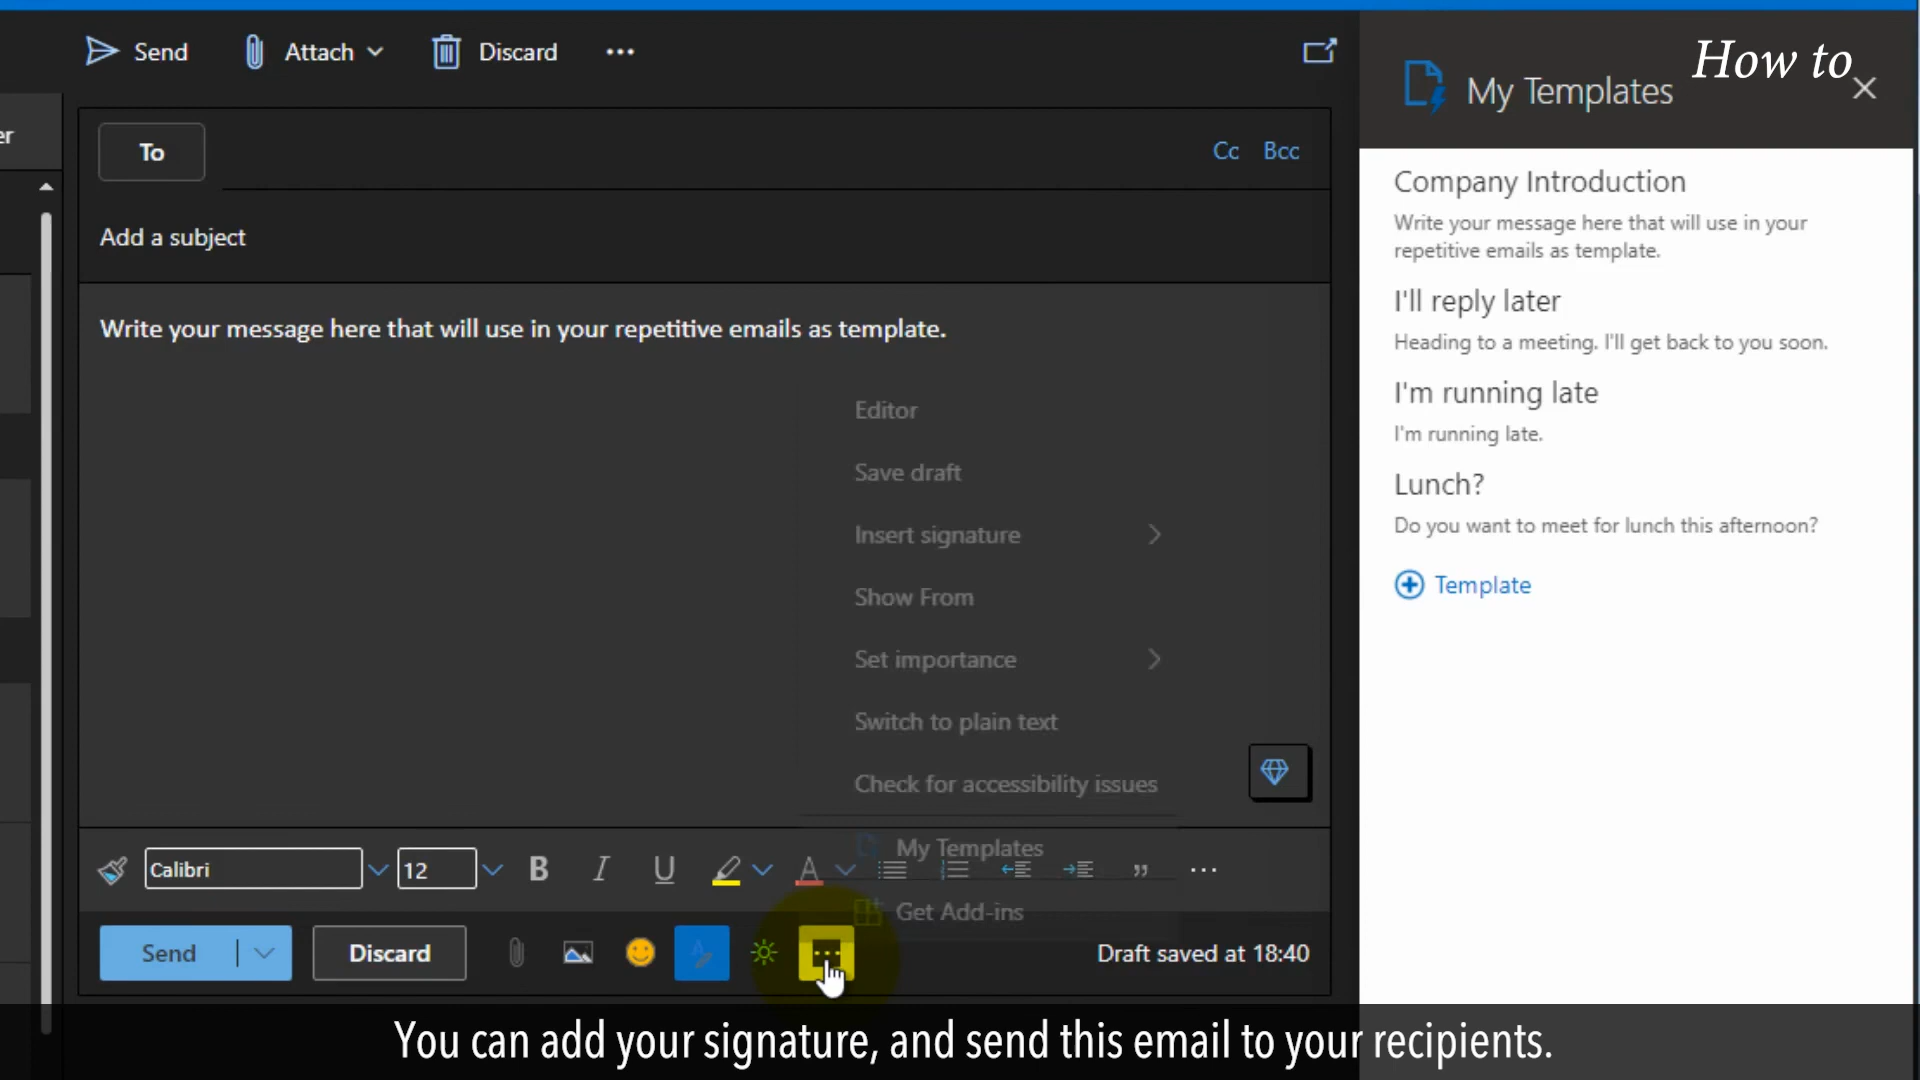 Send
Attach
Discard
How to
My Templates
er
To
Cc
Bcc
Add a subject
Write your message here that will use in your repetitive emails as template.
Editor
Save draft
Insert signature
Show From
Set importance
Switch to plain text
Check for accessibility issues
My Templates
Get Add-ins
Calibri
12
B
I
U
A
Send
Discard
Draft saved at 18:40
Company Introduction
Write your message here that will use in your
repetitive emails as template.
I'll reply later
Heading to a meeting. I'll get back to you soon.
I'm running late
I'm running late.
Lunch?
Do you want to meet for lunch this afternoon?
Template
You can add your signature, and send this email to your recipients.